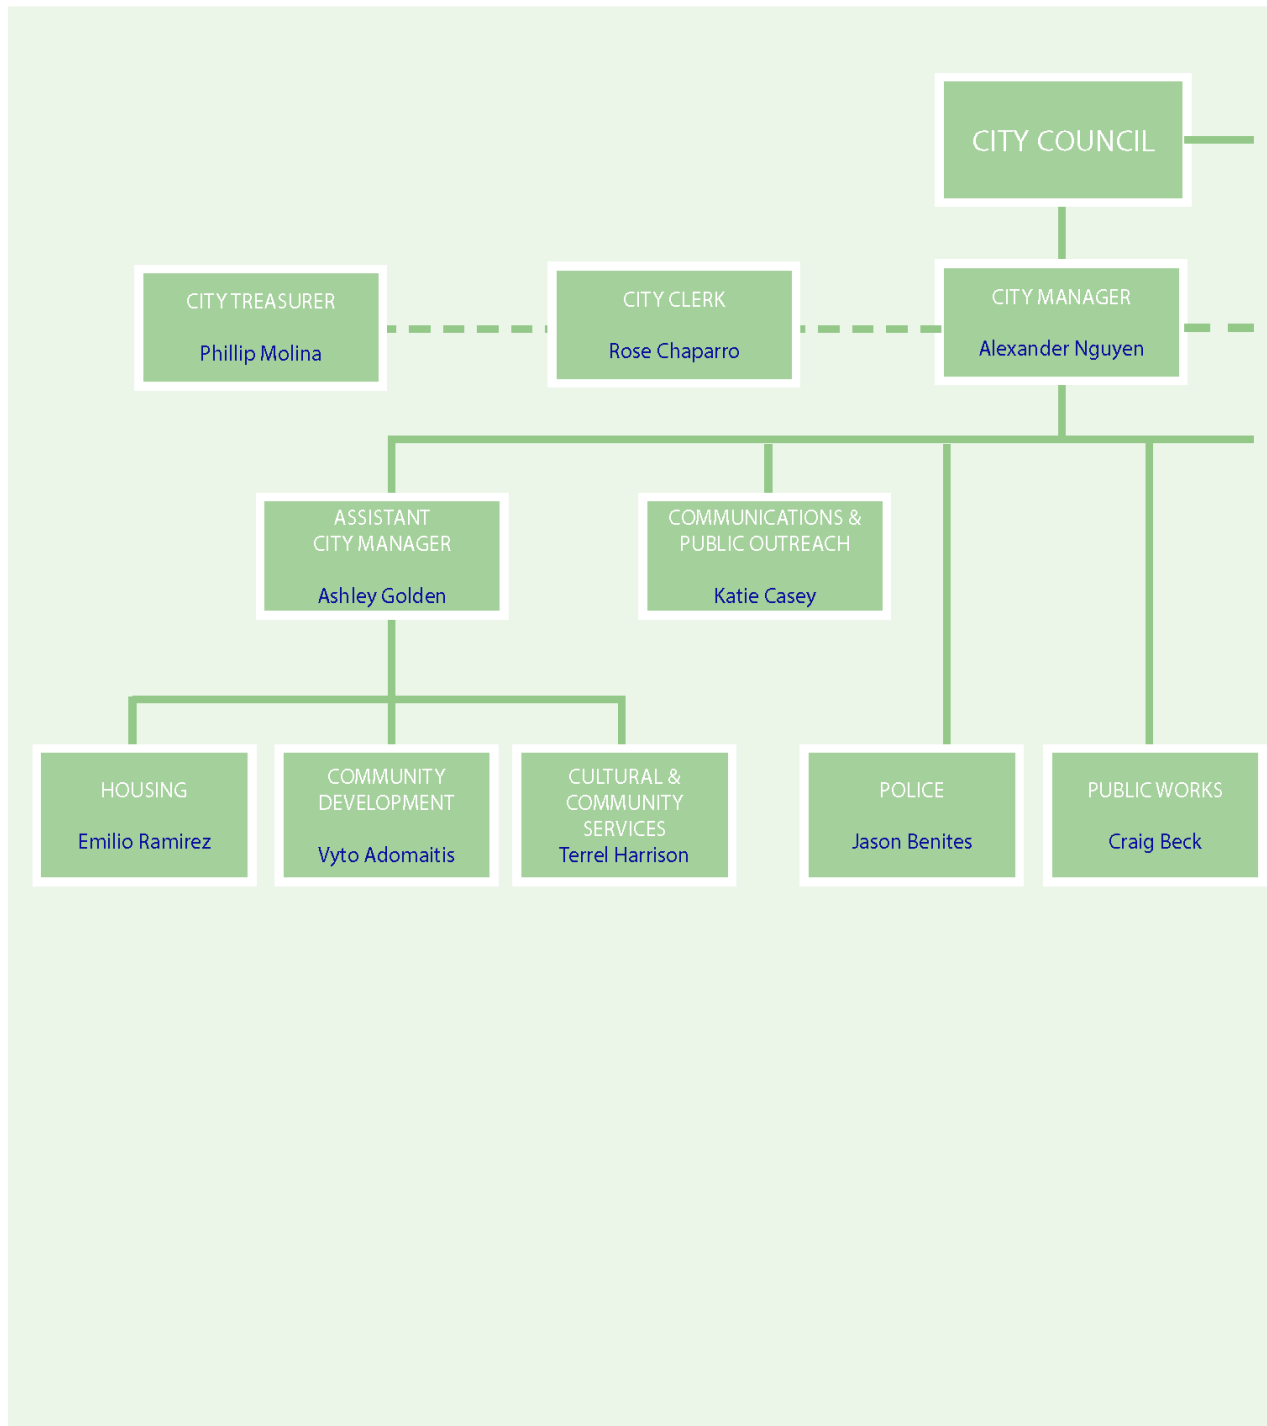 CITY COUNCIL
CITY TREASURER
Phillip Molina
CITY CLERK
Rose Chaparro
CITY MANAGER
Alexander Nguyen
ASSISTANT
CITY MANAGER
Ashley Golden
COMMUNICATIONS &
PUBLIC OUTREACH
Katie Casey
HOUSING
Emilio Ramirez
COMMUNITY
DEVELOPMENT
Vyto Adomaitis
CULTURAL &
COMMUNITY
SERVICES
Terrel Harrison
POLICE
Jason Benites
PUBLIC WORKS
Craig Beck